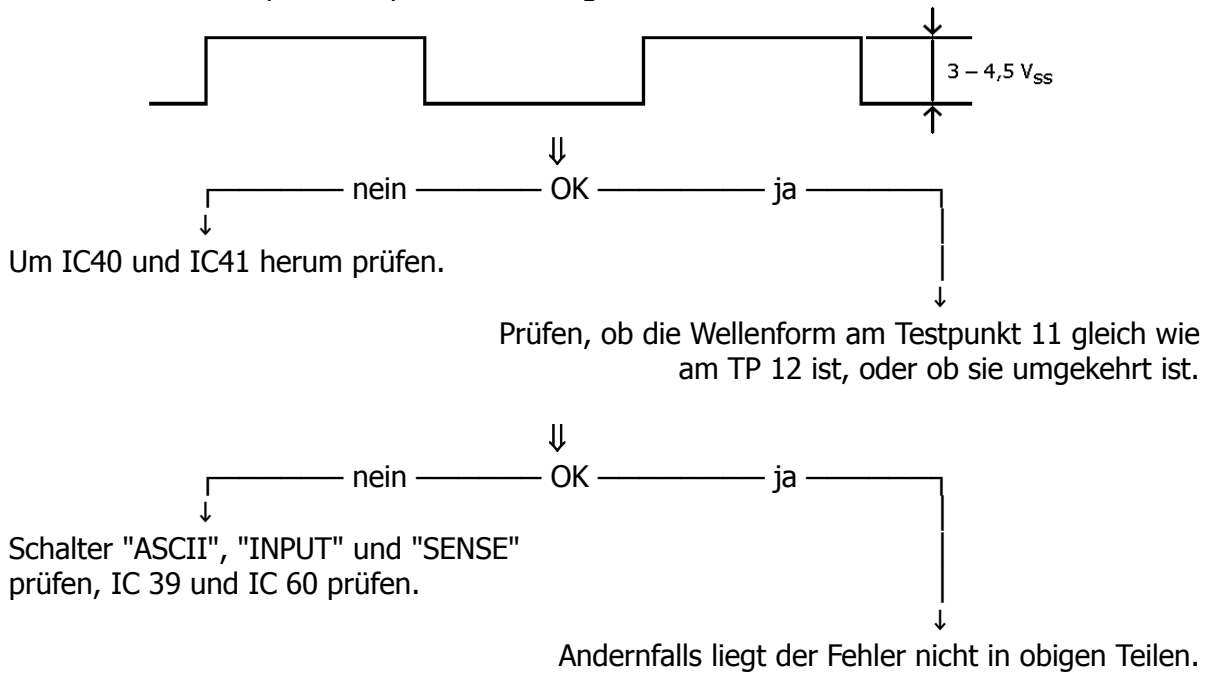 3 – 4,5 VSS
⇓
nein OK ja
Um IC40 und IC41 herum prüfen.
Prüfen, ob die Wellenform am Testpunkt 11 gleich wie
am TP 12 ist, oder ob sie umgekehrt ist.
⇓
nein OK ja
Schalter "ASCII", "INPUT" und "SENSE"
prüfen, IC 39 und IC 60 prüfen.
Andernfalls liegt der Fehler nicht in obigen Teilen.